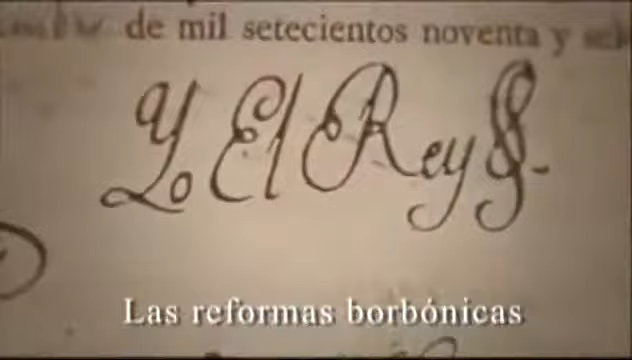 de mil setecientos noventa y
Yo El Rey
Las reformas borbónicas